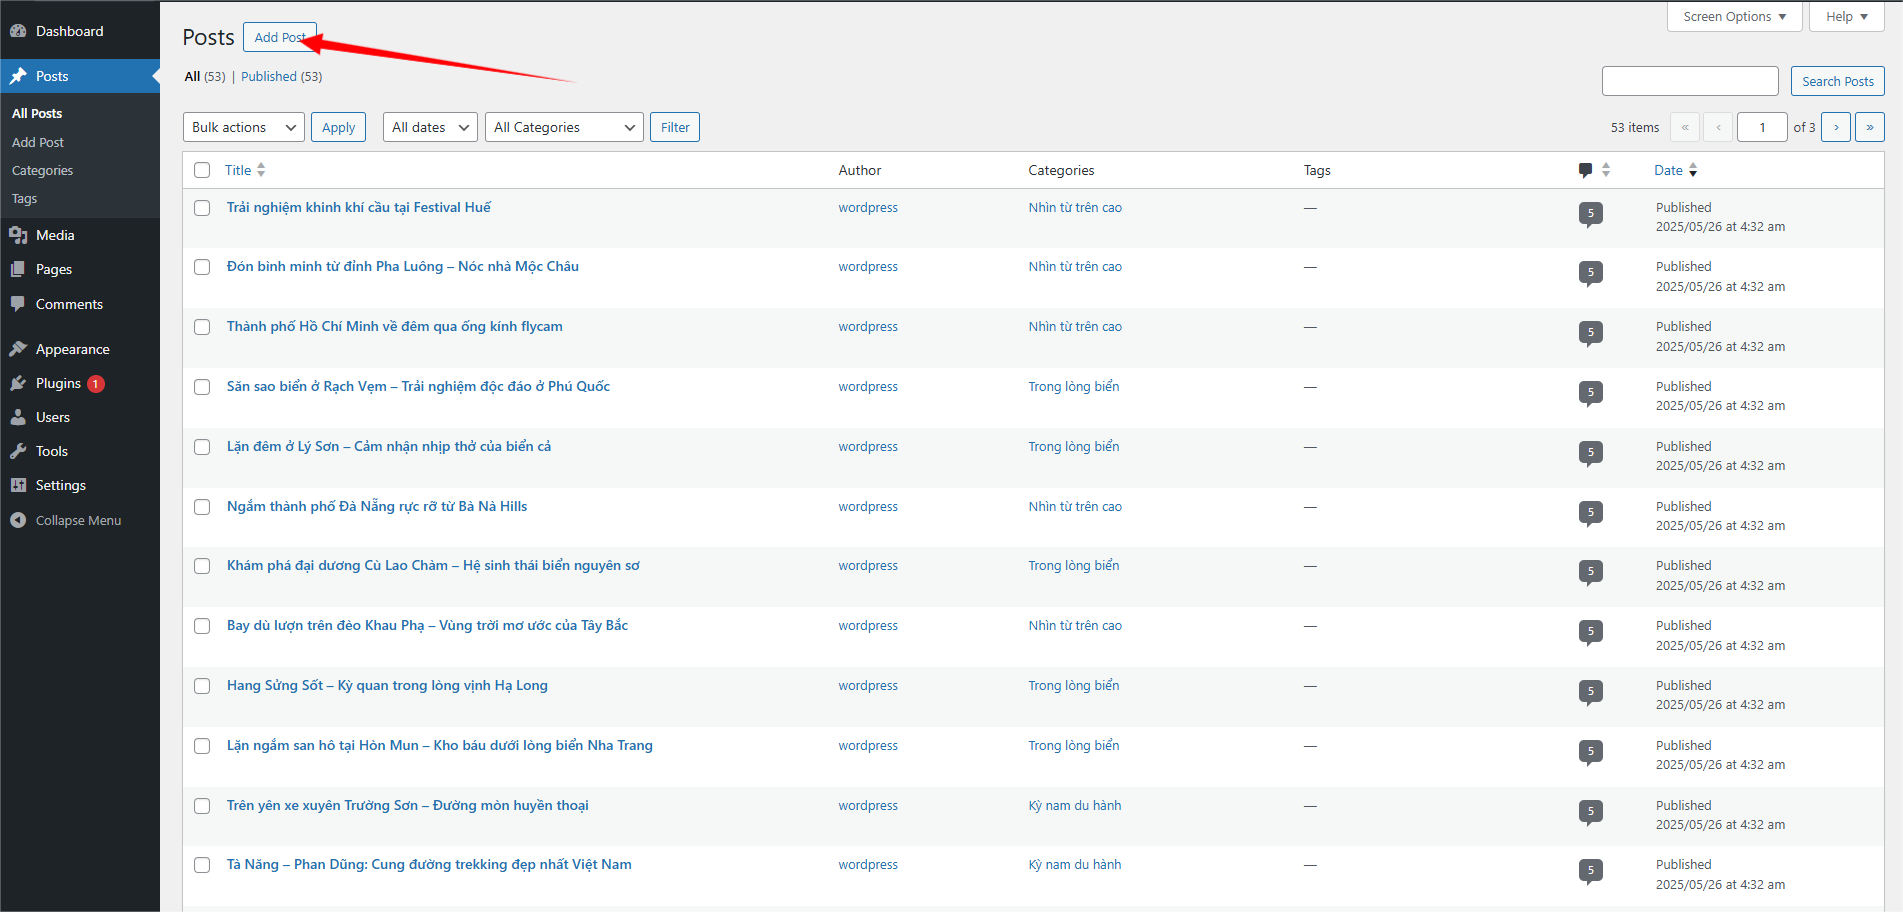 Dashboard
Posts
All Posts
Add Post
Categories
Tags
Media
Pages
Comments
Appearance
Plugins 1
Users
Tools
Settings
Collapse Menu
Screen Options
Help
Posts Add Post
All (53) | Published (53)
Search Posts
Bulk actions Apply All dates All Categories Filter
53 items « ‹ 1 of 3 › »
Title Author Categories Tags Date
Trải nghiệm khinh khí cầu tại Festival Huế wordpress Nhìn từ trên cao — 5 Published
2025/05/26 at 4:32 am
Đón bình minh từ đỉnh Pha Luông – Nóc nhà Mộc Châu wordpress Nhìn từ trên cao — 5 Published
2025/05/26 at 4:32 am
Thành phố Hồ Chí Minh về đêm qua ống kính flycam wordpress Nhìn từ trên cao — 5 Published
2025/05/26 at 4:32 am
Săn sao biển ở Rạch Vẹm – Trải nghiệm độc đáo ở Phú Quốc wordpress Trong lòng biển — 5 Published
2025/05/26 at 4:32 am
Lặn đêm ở Lý Sơn – Cảm nhận nhịp thở của biển cả wordpress Trong lòng biển — 5 Published
2025/05/26 at 4:32 am
Ngắm thành phố Đà Nẵng rực rỡ từ Bà Nà Hills wordpress Nhìn từ trên cao — 5 Published
2025/05/26 at 4:32 am
Khám phá đại dương Cù Lao Chàm – Hệ sinh thái biển nguyên sơ wordpress Trong lòng biển — 5 Published
2025/05/26 at 4:32 am
Bay dù lượn trên đèo Khau Phạ – Vùng trời mơ ước của Tây Bắc wordpress Nhìn từ trên cao — 5 Published
2025/05/26 at 4:32 am
Hang Sửng Sốt – Kỳ quan trong lòng vịnh Hạ Long wordpress Trong lòng biển — 5 Published
2025/05/26 at 4:32 am
Lặn ngắm san hô tại Hòn Mun – Kho báu dưới lòng biển Nha Trang wordpress Trong lòng biển — 5 Published
2025/05/26 at 4:32 am
Trên yên xe xuyên Trường Sơn – Đường mòn huyền thoại wordpress Kỳ nam du hành — 5 Published
2025/05/26 at 4:32 am
Tà Năng – Phan Dũng: Cung đường trekking đẹp nhất Việt Nam wordpress Kỳ nam du hành — 5 Published
2025/05/26 at 4:32 am